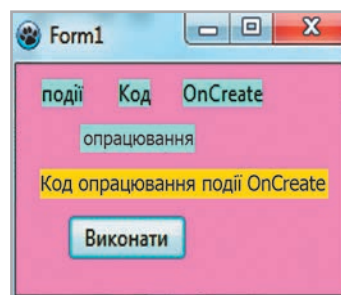 Form1
події Код OnCreate
опрацювання
Код опрацювання події OnCreate
Виконати